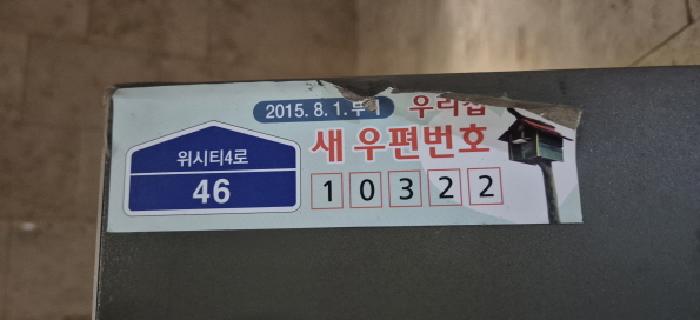 2015. 8. 1. 부터 우리집
새 우편번호
위시티4로
46
10322